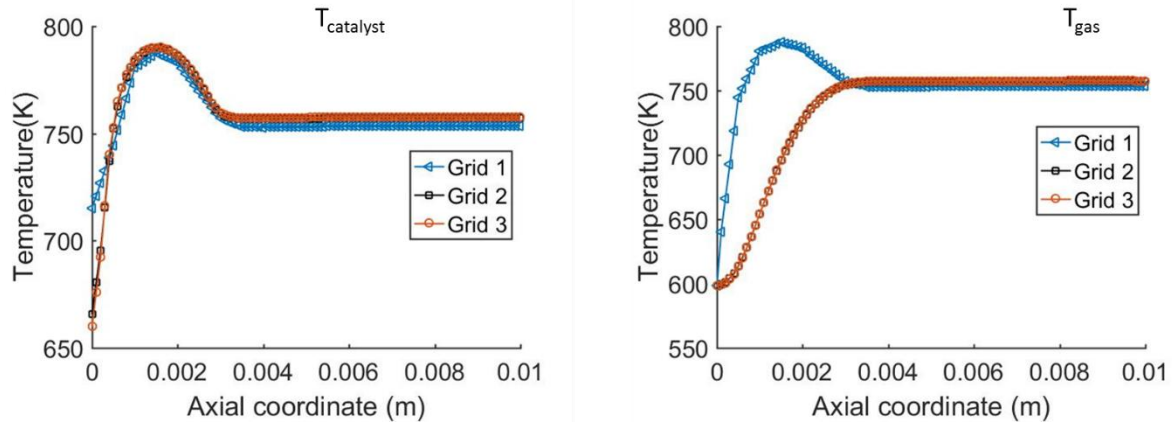 T_catalyst
800
750
700
650
Temperature(K)
Grid 1
Grid 2
Grid 3
0 0.002 0.004 0.006 0.008 0.01
Axial coordinate (m)
T_gas
800
750
700
650
600
550
Temperature(K)
Grid 1
Grid 2
Grid 3
0 0.002 0.004 0.006 0.008 0.01
Axial coordinate (m)